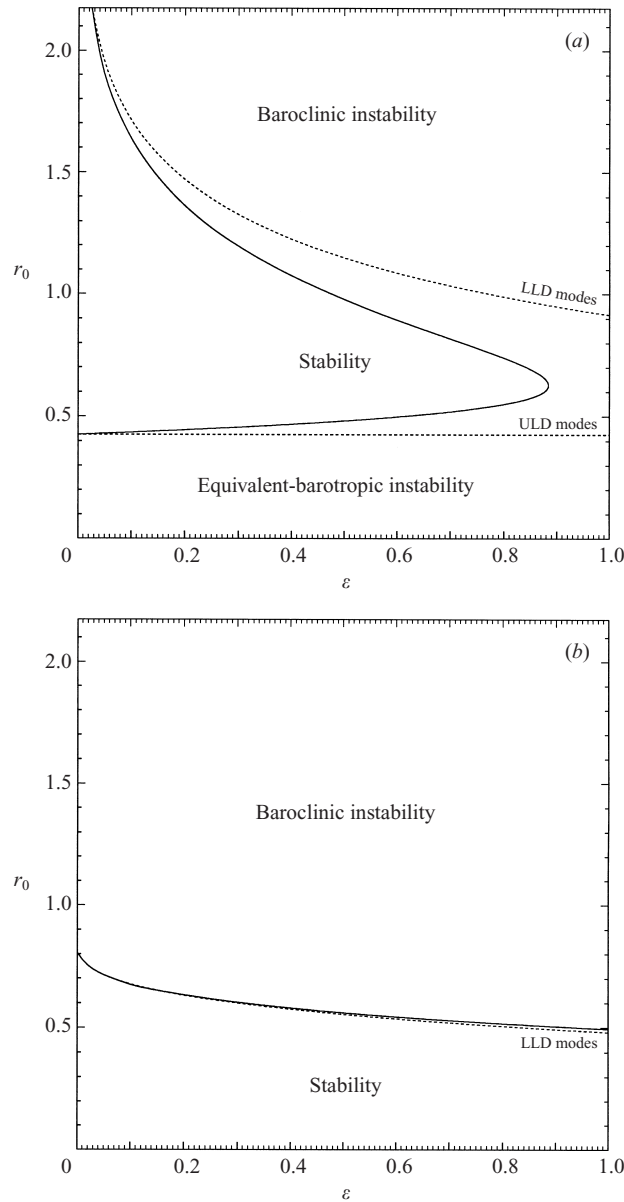 (a)
2.0
Baroclinic instability
1.5
r0
LLD modes
1.0
Stability
0.5
ULD modes
Equivalent-barotropic instability
0 0.2 0.4 0.6 0.8 1.0
ε
(b)
2.0
1.5
Baroclinic instability
r0
1.0
0.5
LLD modes
Stability
0 0.2 0.4 0.6 0.8 1.0
ε